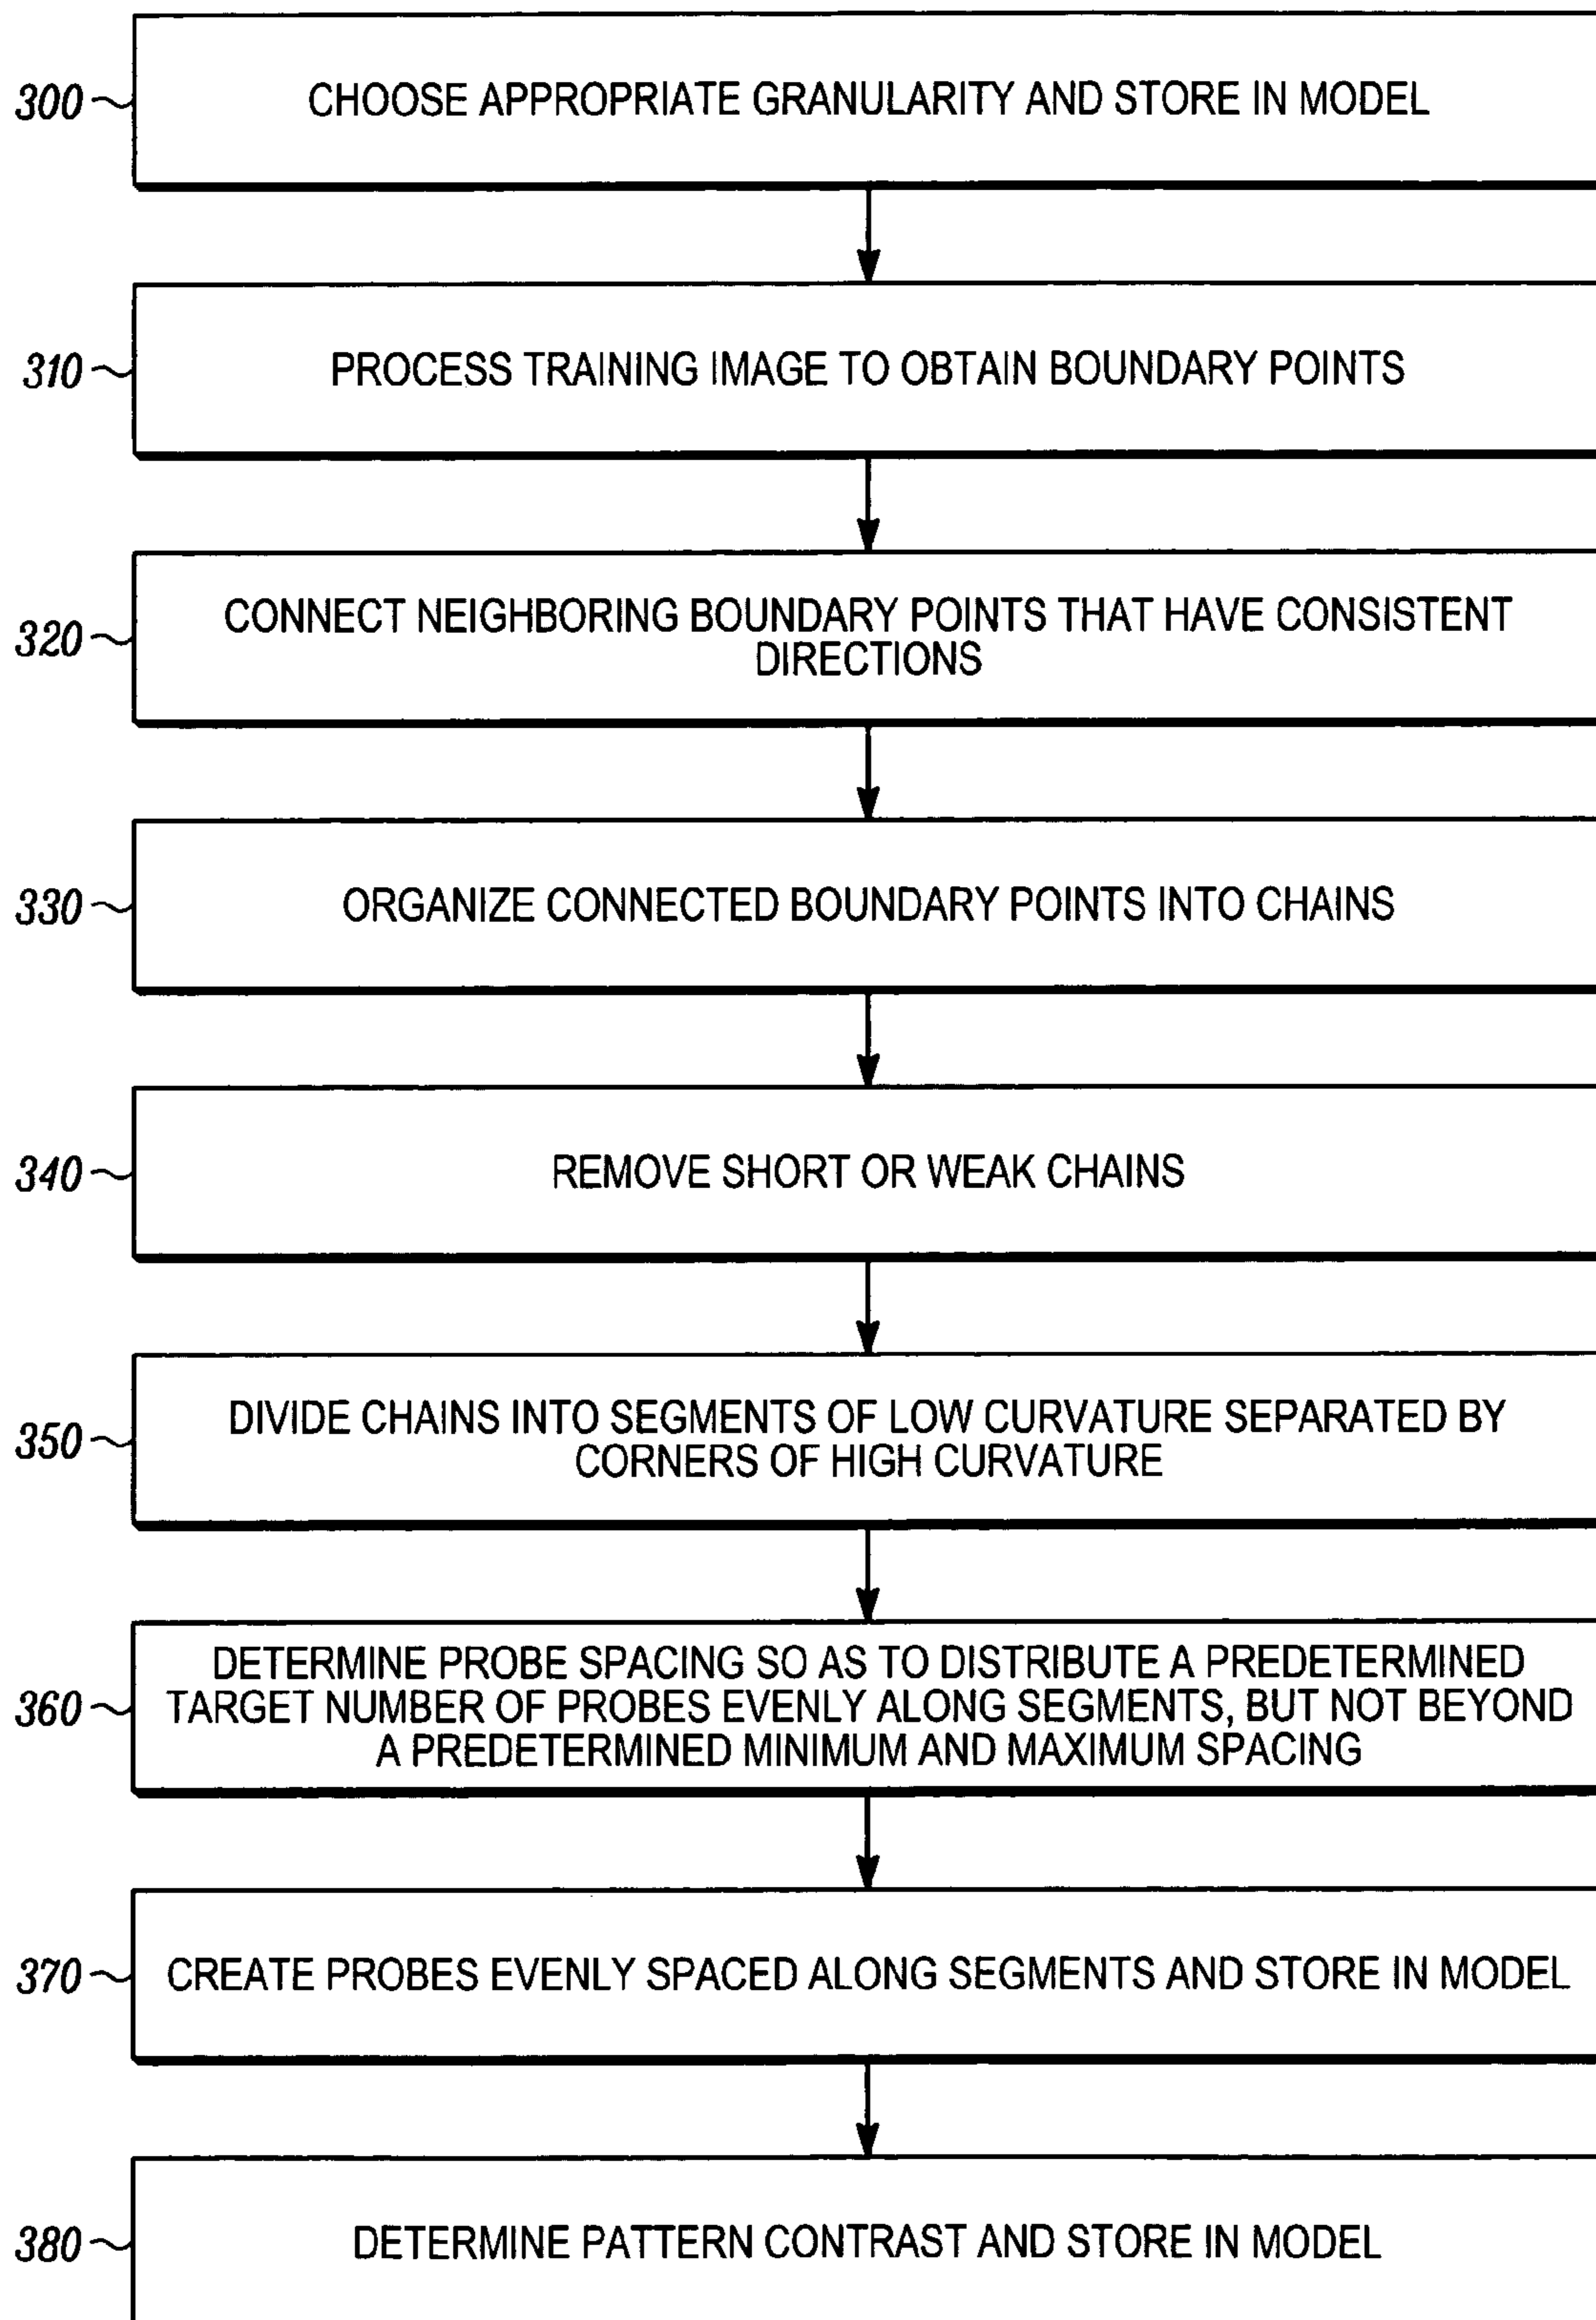 300 CHOOSE APPROPRIATE GRANULARITY AND STORE IN MODEL
310 PROCESS TRAINING IMAGE TO OBTAIN BOUNDARY POINTS
320 CONNECT NEIGHBORING BOUNDARY POINTS THAT HAVE CONSISTENT
DIRECTIONS
330 ORGANIZE CONNECTED BOUNDARY POINTS INTO CHAINS
340 REMOVE SHORT OR WEAK CHAINS
350 DIVIDE CHAINS INTO SEGMENTS OF LOW CURVATURE SEPARATED BY
CORNERS OF HIGH CURVATURE
360 DETERMINE PROBE SPACING SO AS TO DISTRIBUTE A PREDETERMINED
TARGET NUMBER OF PROBES EVENLY ALONG SEGMENTS, BUT NOT BEYOND
A PREDETERMINED MINIMUM AND MAXIMUM SPACING
370 CREATE PROBES EVENLY SPACED ALONG SEGMENTS AND STORE IN MODEL
380 DETERMINE PATTERN CONTRAST AND STORE IN MODEL